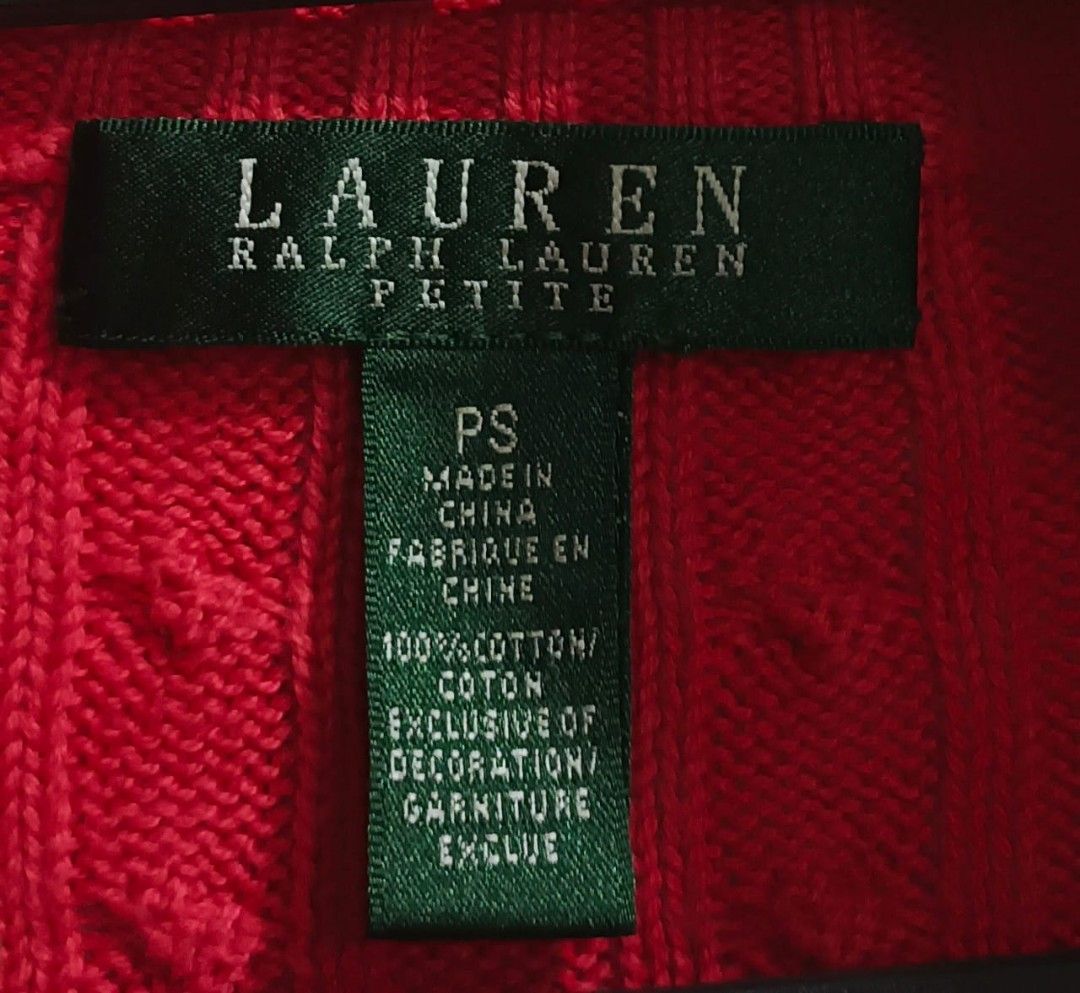 LAUREN
RALPH LAUREN
PETITE
PS
MADE IN
CHINA
FABRIQUE EN
CHINE
100% COTTON/
COTON
EXCLUSIVE OF
DECORATION/
GARNITURE
EXCLUE